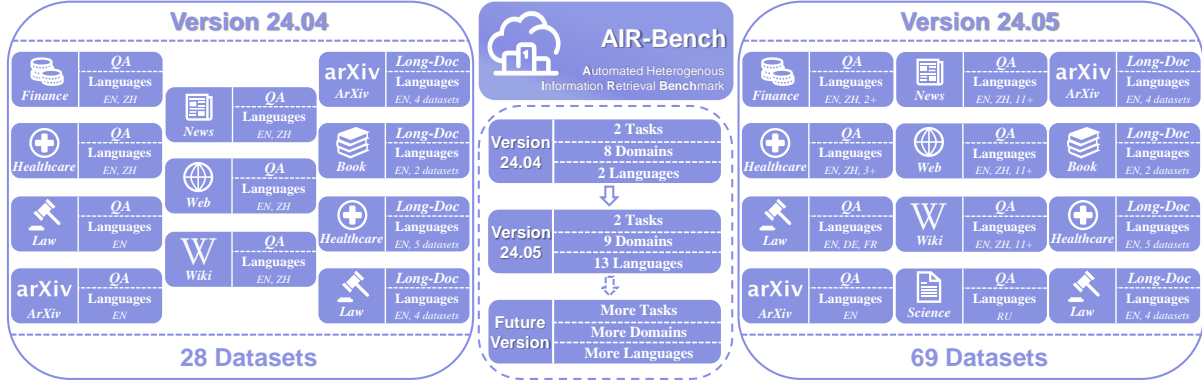 Version 24.04
Finance
QA
Languages
EN, ZH
Healthcare
QA
Languages
EN, ZH
Law
QA
Languages
EN
arXiv
ArXiv
QA
Languages
EN
News
QA
Languages
EN, ZH
Web
QA
Languages
EN, ZH
W
Wiki
QA
Languages
EN, ZH
arXiv
ArXiv
Long-Doc
Languages
EN, 4 datasets
Book
Long-Doc
Languages
EN, 2 datasets
Healthcare
Long-Doc
Languages
EN, 5 datasets
Law
Long-Doc
Languages
EN, 4 datasets
28 Datasets
1
AIR-Bench
Automated Heterogenous
Information Retrieval Benchmark
Version
24.04
2 Tasks
8 Domains
2 Languages
Version
24.05
2 Tasks
9 Domains
13 Languages
Future
Version
More Tasks
More Domains
More Languages
Version 24.05
Finance
QA
Languages
EN, ZH, 2+
Healthcare
QA
Languages
EN, ZH, 3+
Law
QA
Languages
EN, DE, FR
arXiv
ArXiv
QA
Languages
EN
News
QA
Languages
EN, ZH, 11+
Web
QA
Languages
EN, ZH, 11+
W
Wiki
QA
Languages
EN, ZH, 11+
Science
QA
Languages
RU
arXiv
ArXiv
Long-Doc
Languages
EN, 4 datasets
Book
Long-Doc
Languages
EN, 2 datasets
Healthcare
Long-Doc
Languages
EN, 5 datasets
Law
Long-Doc
Languages
EN, 4 datasets
69 Datasets